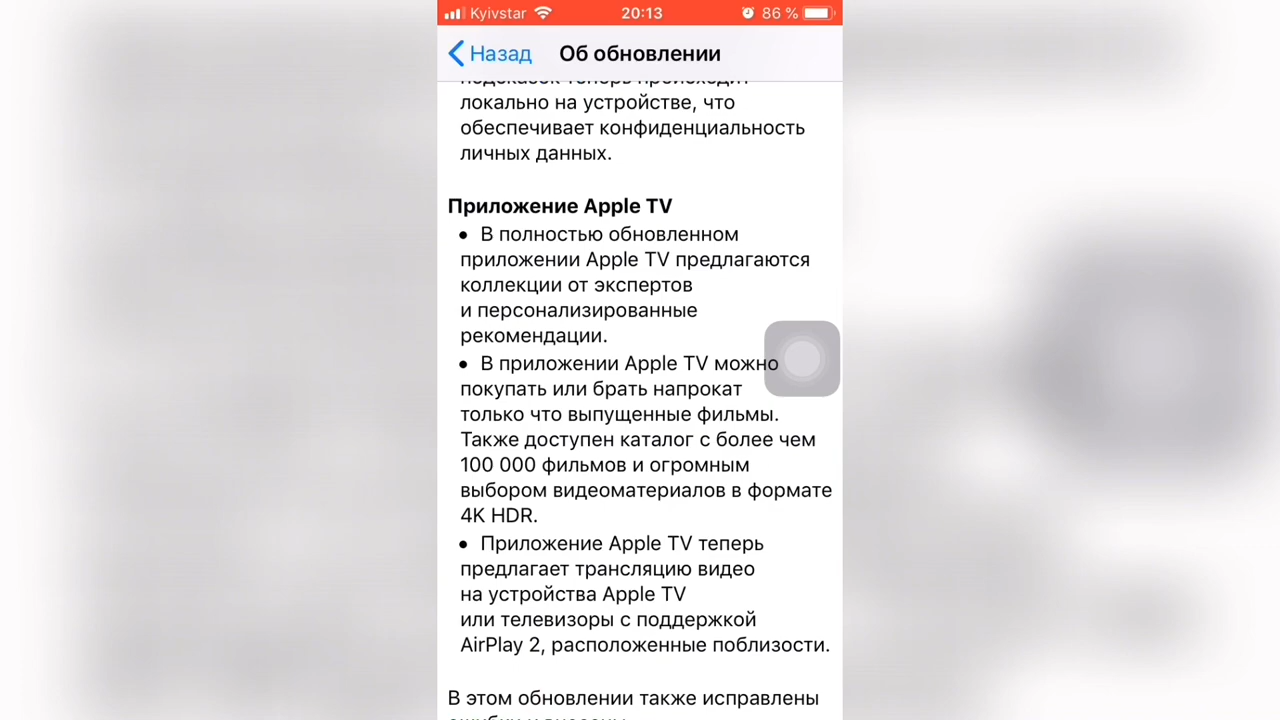 Kyivstar 20:13 86 %
Назад Об обновлении
подсказок теперь происходит
локально на устройстве, что
обеспечивает конфиденциальность
личных данных.
Приложение Apple TV
• В полностью обновленном
приложении Apple TV предлагаются
коллекции от экспертов
и персонализированные
рекомендации.
• В приложении Apple TV можно
покупать или брать напрокат
только что выпущенные фильмы.
Также доступен каталог с более чем
100 000 фильмов и огромным
выбором видеоматериалов в формате
4K HDR.
• Приложение Apple TV теперь
предлагает трансляцию видео
на устройства Apple TV
или телевизоры с поддержкой
AirPlay 2, расположенные поблизости.
В этом обновлении также исправлены